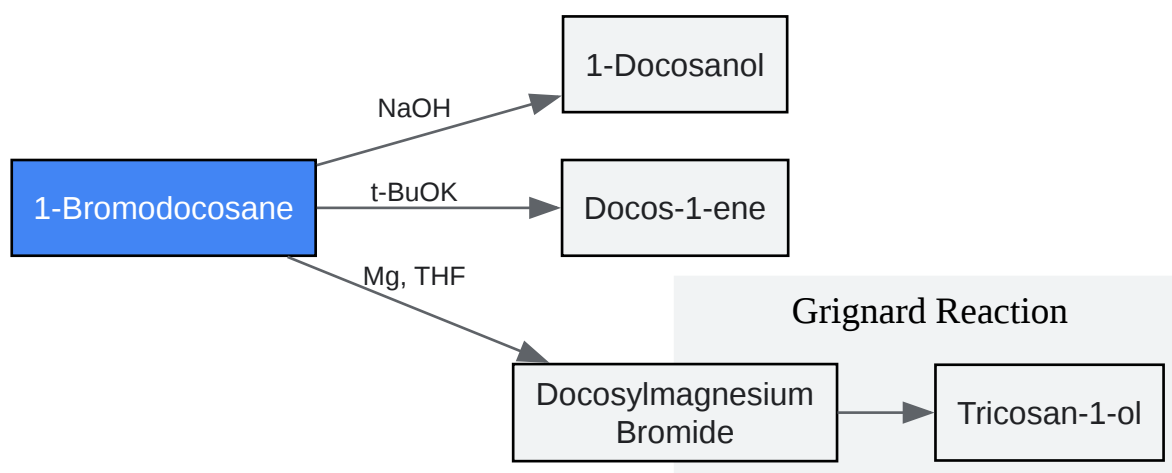 1-Docosanol
NaOH
1-Bromodocosane
t-BuOK
Docos-1-ene
Mg, THF
Grignard Reaction
Docosylmagnesium
Bromide
Tricosan-1-ol